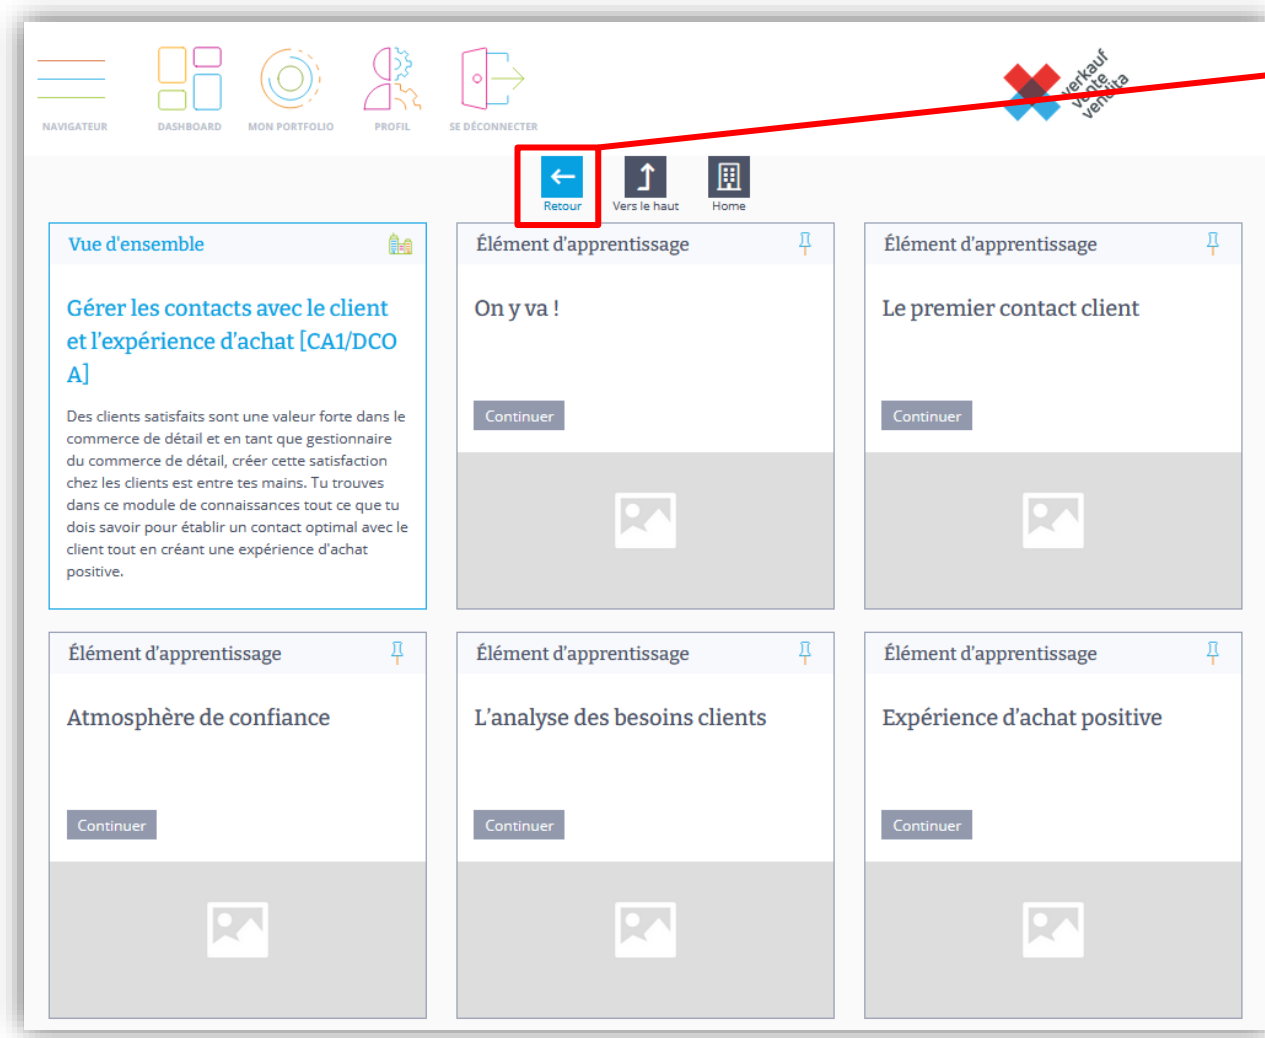 NAVIGATEUR
DASHBOARD
MON PORTFOLIO
PROFIL
SE DÉCONNECTER
verkauf
vente
vendita
Retour
Vers le haut
Home
Vue d'ensemble
Gérer les contacts avec le client
et l'expérience d'achat [CA1/DCO
A]
Des clients satisfaits sont une valeur forte dans le
commerce de détail et en tant que gestionnaire
du commerce de détail, créer cette satisfaction
chez les clients est entre tes mains. Tu trouves
dans ce module de connaissances tout ce que tu
dois savoir pour établir un contact optimal avec le
client tout en créant une expérience d'achat
positive.
Élément d'apprentissage
On y va !
Continuer
Élément d'apprentissage
Le premier contact client
Continuer
Élément d'apprentissage
Atmosphère de confiance
Continuer
Élément d'apprentissage
L'analyse des besoins clients
Continuer
Élément d'apprentissage
Expérience d'achat positive
Continuer